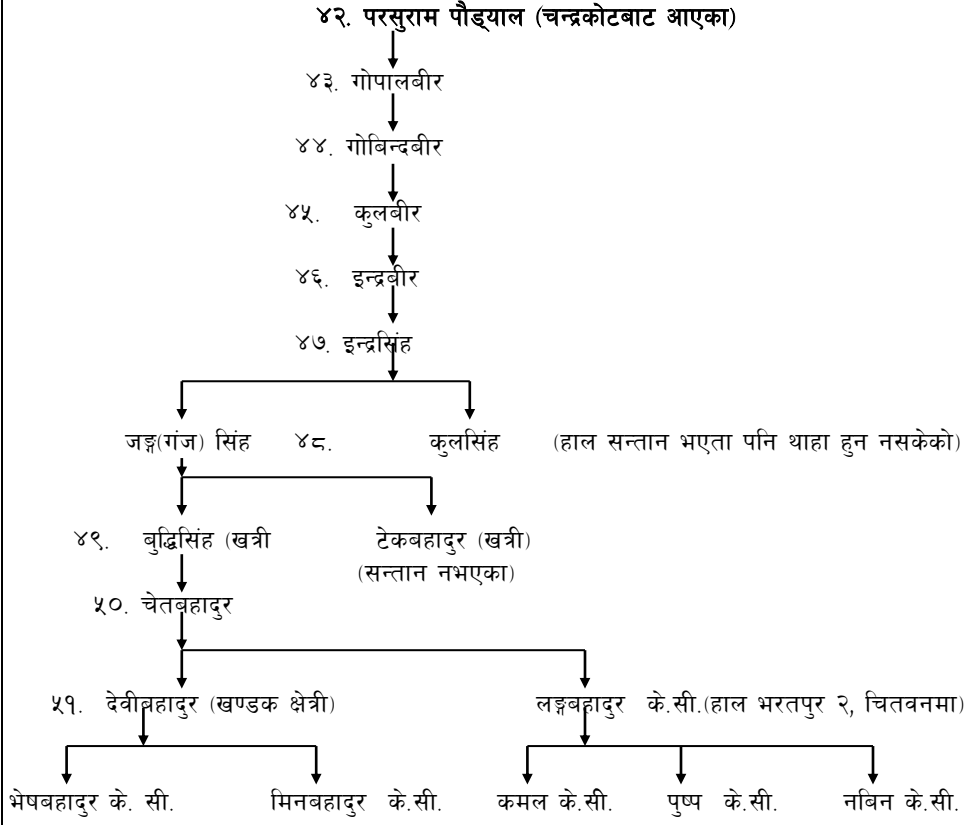 ४२. परसुराम पौड्याल (चन्द्रकोटबाट आएका)
४३. गोपालबीर
४४. गोबिन्दबीर
४५. कुलबीर
४६. इन्द्रबीर
४७. इन्द्रसिंह
जङ्ग(गंज) सिंह ४८. कुलसिंह (हाल सन्तान भएता पनि थाहा हुन नसकेको)
४९. बुद्धिसिंह (खत्री टेकबहादुर (खत्री)
(सन्तान नभएका)
५०. चेतबहादुर
५१. देवीबहादुर (खण्डक क्षेत्री) लङ्गबहादुर के.सी.(हाल भरतपुर २, चितवनमा)
भेषबहादुर के. सी. मिनबहादुर के.सी. कमल के.सी. पुष्प के.सी. नबिन के.सी.